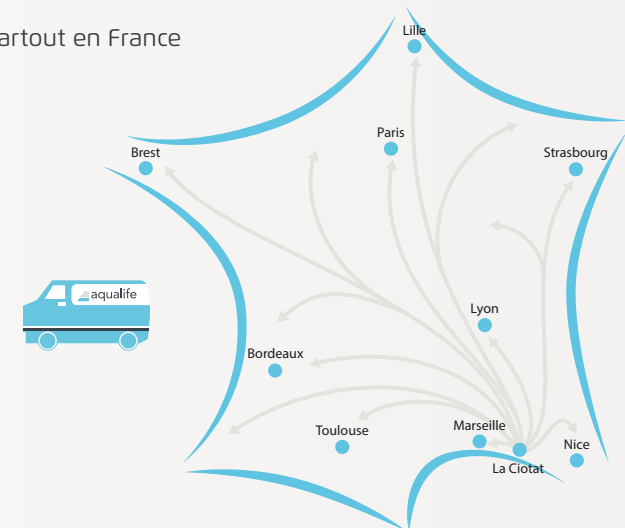 artout en France
Lille
Paris
Brest
Strasbourg
aqualife
Lyon
Bordeaux
Toulouse
Marseille
Nice
La Ciotat